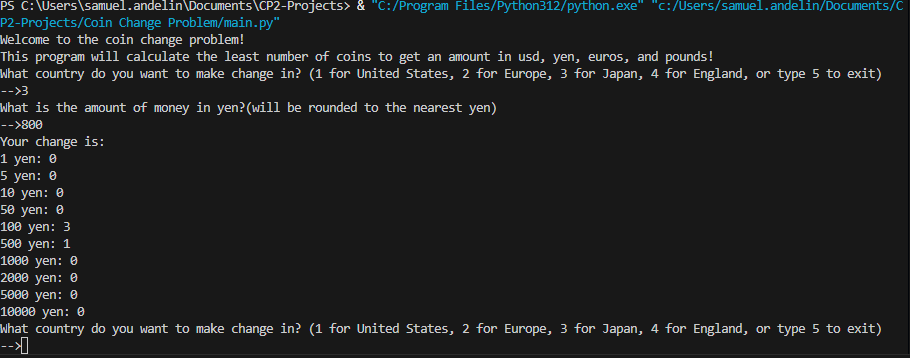 PS C:\Users\samuel.andelin\Documents\CP2-Projects> & "C:/Program Files/Python312/python.exe" "c:/Users/samuel.andelin/Documents/C
P2-Projects/Coin Change Problem/main.py"
Welcome to the coin change problem!
This program will calculate the least number of coins to get an amount in usd, yen, euros, and pounds!
What country do you want to make change in? (1 for United States, 2 for Europe, 3 for Japan, 4 for England, or type 5 to exit)
-->3
What is the amount of money in yen?(will be rounded to the nearest yen)
-->800
Your change is:
1 yen: 0
5 yen: 0
10 yen: 0
50 yen: 0
100 yen: 3
500 yen: 1
1000 yen: 0
2000 yen: 0
5000 yen: 0
10000 yen: 0
What country do you want to make change in? (1 for United States, 2 for Europe, 3 for Japan, 4 for England, or type 5 to exit)
-->